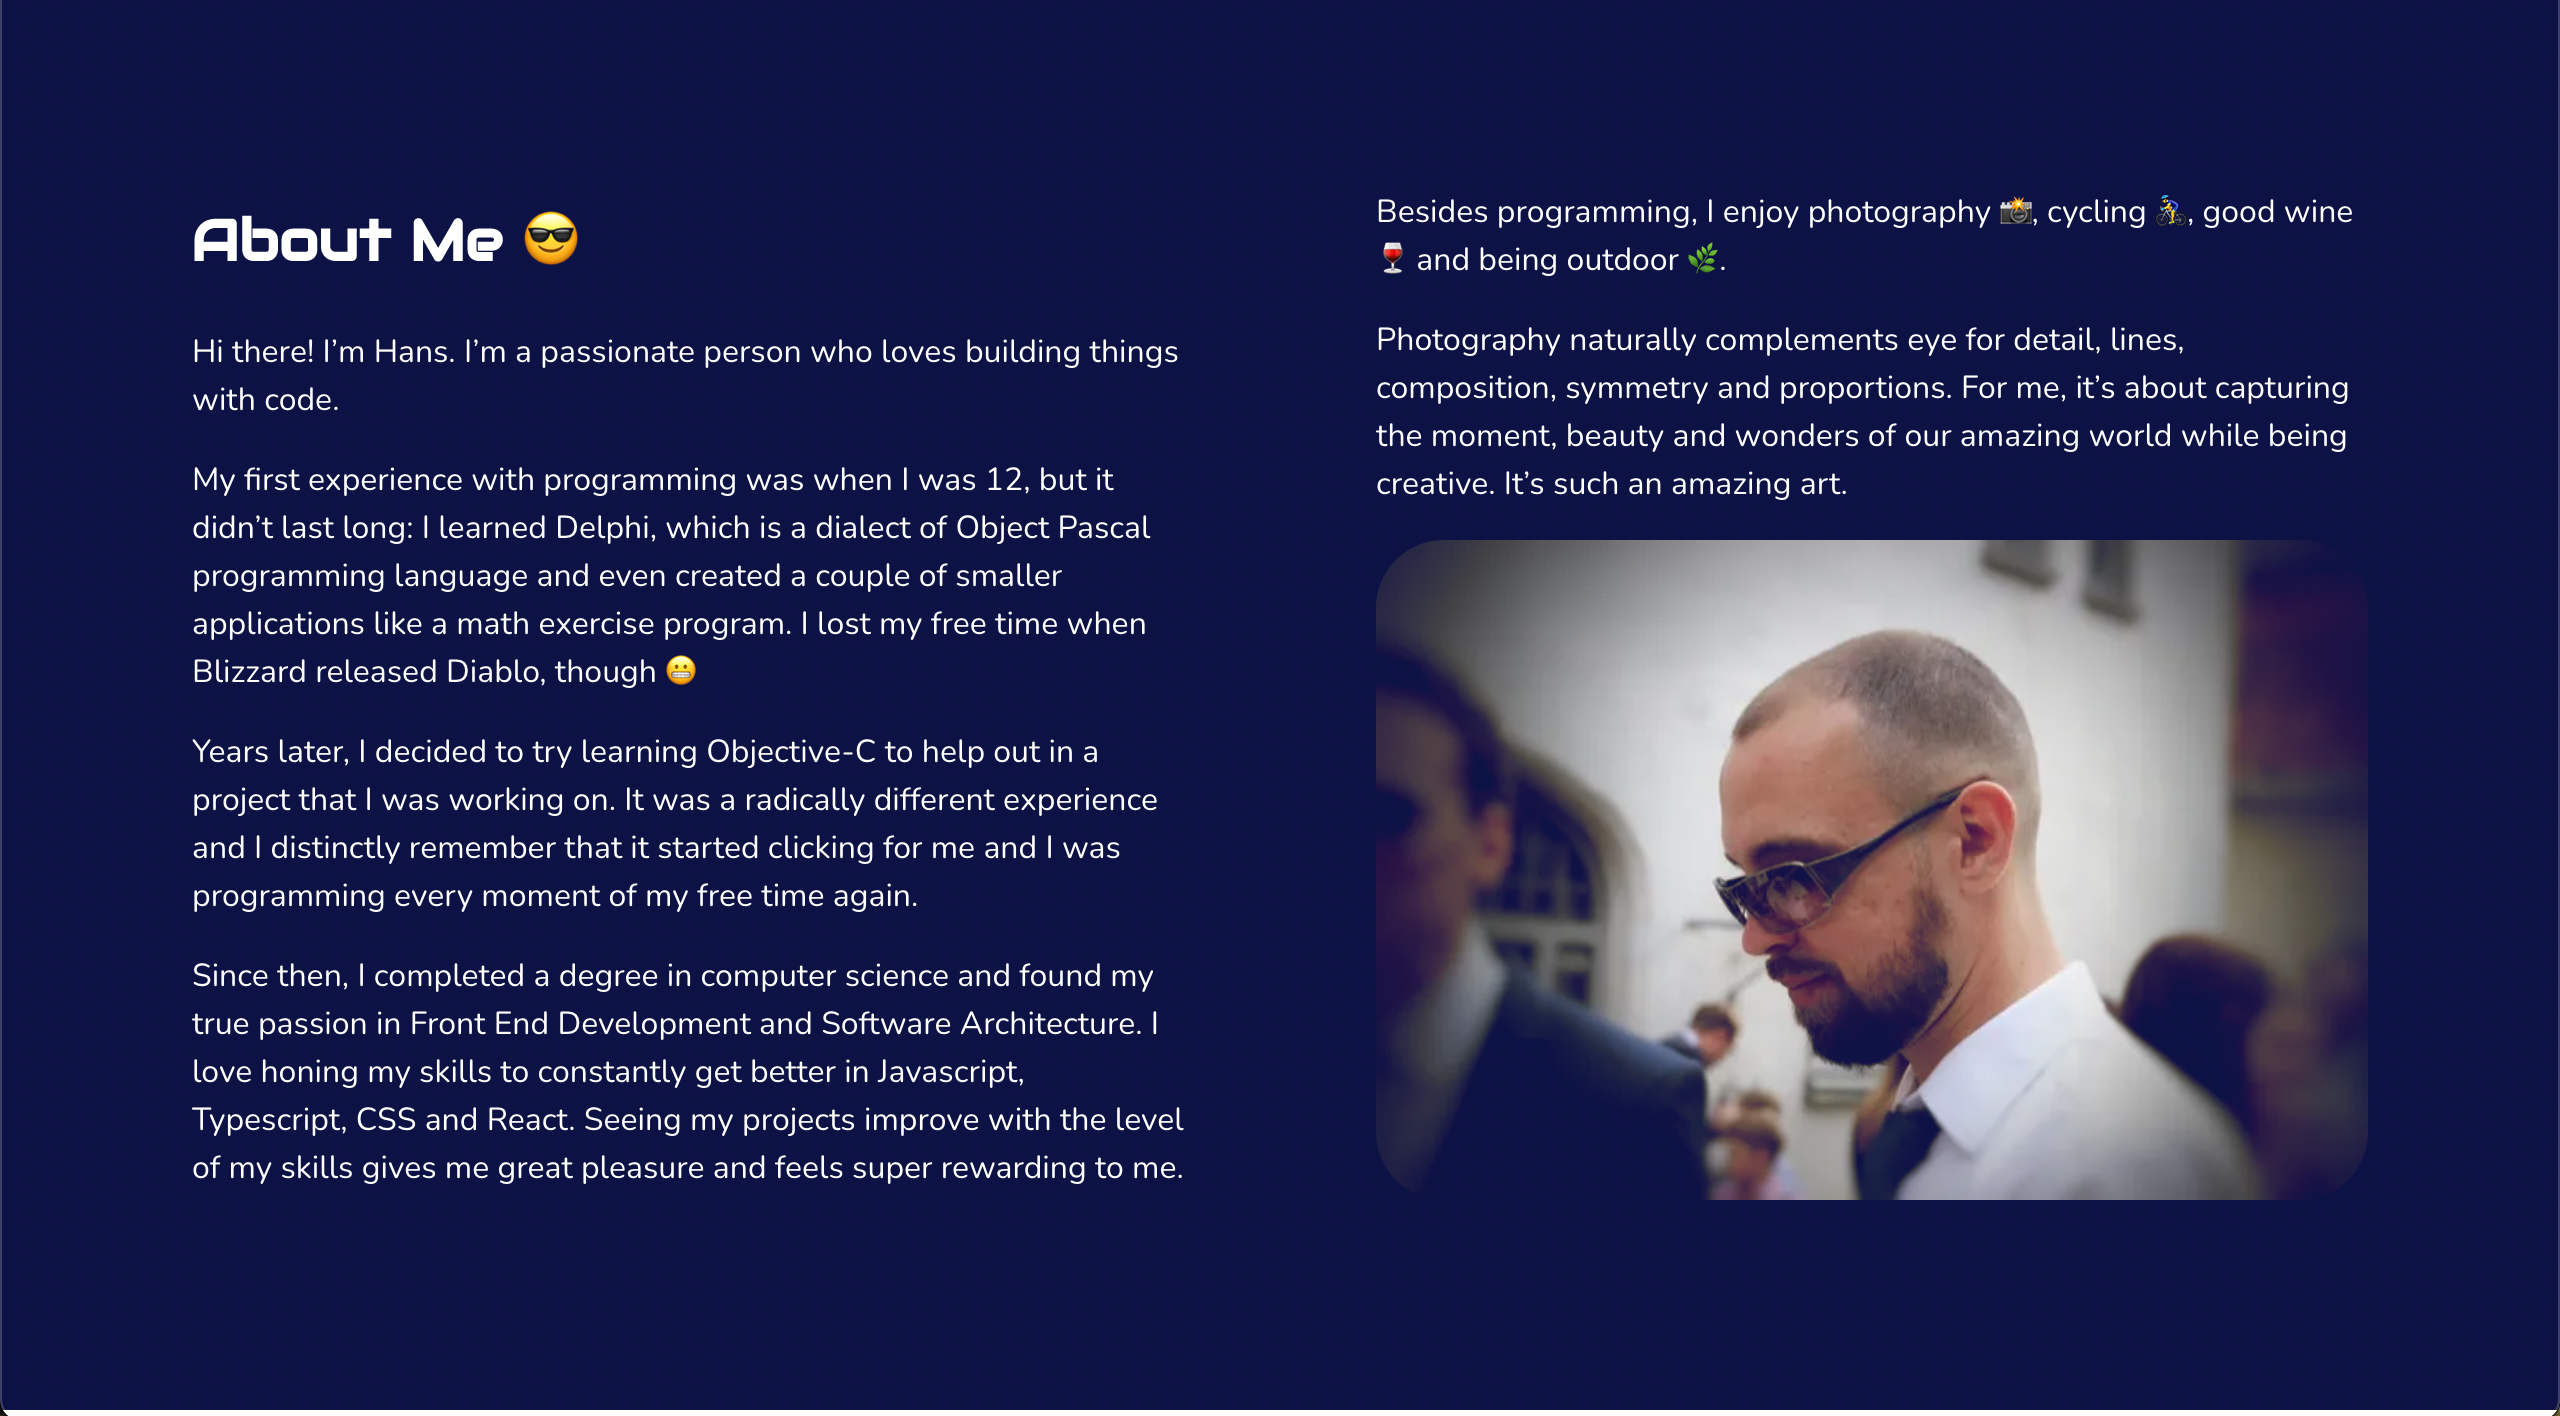 About Me 😎
Hi there! I’m Hans. I’m a passionate person who loves building things
with code.
My first experience with programming was when I was 12, but it
didn’t last long: I learned Delphi, which is a dialect of Object Pascal
programming language and even created a couple of smaller
applications like a math exercise program. I lost my free time when
Blizzard released Diablo, though 😬
Years later, I decided to try learning Objective-C to help out in a
project that I was working on. It was a radically different experience
and I distinctly remember that it started clicking for me and I was
programming every moment of my free time again.
Since then, I completed a degree in computer science and found my
true passion in Front End Development and Software Architecture. I
love honing my skills to constantly get better in Javascript,
Typescript, CSS and React. Seeing my projects improve with the level
of my skills gives me great pleasure and feels super rewarding to me.
Besides programming, I enjoy photography 📸, cycling 🚴, good wine
🍷 and being outdoor 🌿.
Photography naturally complements eye for detail, lines,
composition, symmetry and proportions. For me, it’s about capturing
the moment, beauty and wonders of our amazing world while being
creative. It’s such an amazing art.